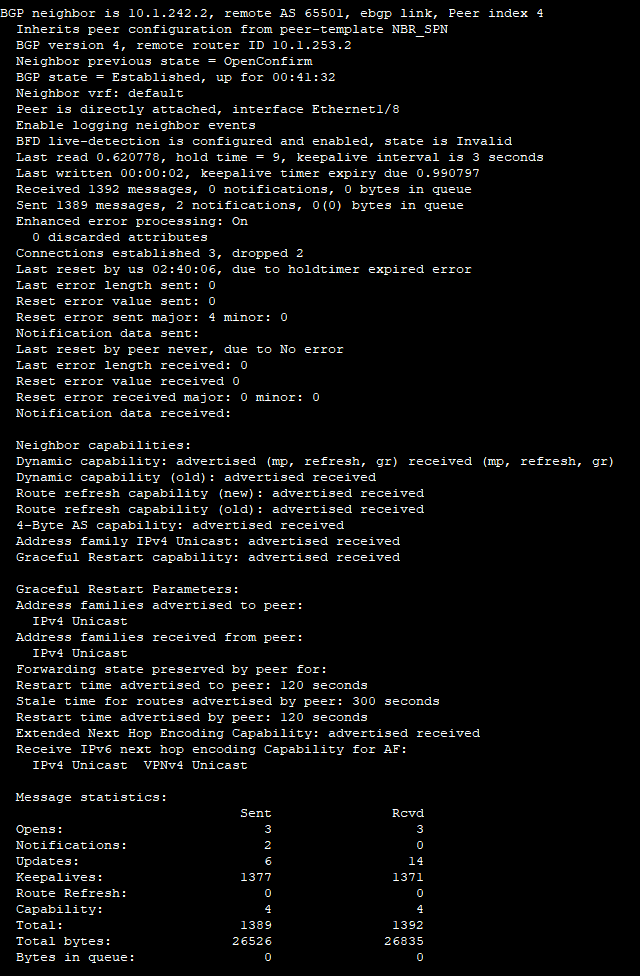 BGP neighbor is 10.1.242.2, remote AS 65501, ebgp link, Peer index 4
Inherits peer configuration from peer-template NBR_SPN
BGP version 4, remote router ID 10.1.253.2
Neighbor previous state = OpenConfirm
BGP state = Established, up for 00:41:32
Neighbor vrf: default
Peer is directly attached, interface Ethernet1/8
Enable logging neighbor events
BFD live-detection is configured and enabled, state is Invalid
Last read 0.620778, hold time = 9, keepalive interval is 3 seconds
Last written 00:00:02, keepalive timer expiry due 0.990797
Received 1392 messages, 0 notifications, 0 bytes in queue
Sent 1389 messages, 2 notifications, 0(0) bytes in queue
Enhanced error processing: On
0 discarded attributes
Connections established 3, dropped 2
Last reset by us 02:40:06, due to holdtimer expired error
Last error length sent: 0
Reset error value sent: 0
Reset error sent major: 4 minor: 0
Notification data sent:
Last reset by peer never, due to No error
Last error length received: 0
Reset error value received 0
Reset error received major: 0 minor: 0
Notification data received:
Neighbor capabilities:
Dynamic capability: advertised (mp, refresh, gr) received (mp, refresh, gr)
Dynamic capability (old): advertised received
Route refresh capability (new): advertised received
Route refresh capability (old): advertised received
4-Byte AS capability: advertised received
Address family IPv4 Unicast: advertised received
Graceful Restart capability: advertised received
Graceful Restart Parameters:
Address families advertised to peer:
IPv4 Unicast
Address families received from peer:
IPv4 Unicast
Forwarding state preserved by peer for:
Restart time advertised to peer: 120 seconds
Stale time for routes advertised by peer: 300 seconds
Restart time advertised by peer: 120 seconds
Extended Next Hop Encoding Capability: advertised received
Receive IPv6 next hop encoding Capability for AF:
IPv4 Unicast VPNv4 Unicast
Message statistics:
Sent Rcvd
Opens: 3 3
Notifications: 2 0
Updates: 6 14
Keepalives: 1377 1371
Route Refresh: 0 0
Capability: 4 4
Total: 1389 1392
Total bytes: 26526 26835
Bytes in queue: 0 0